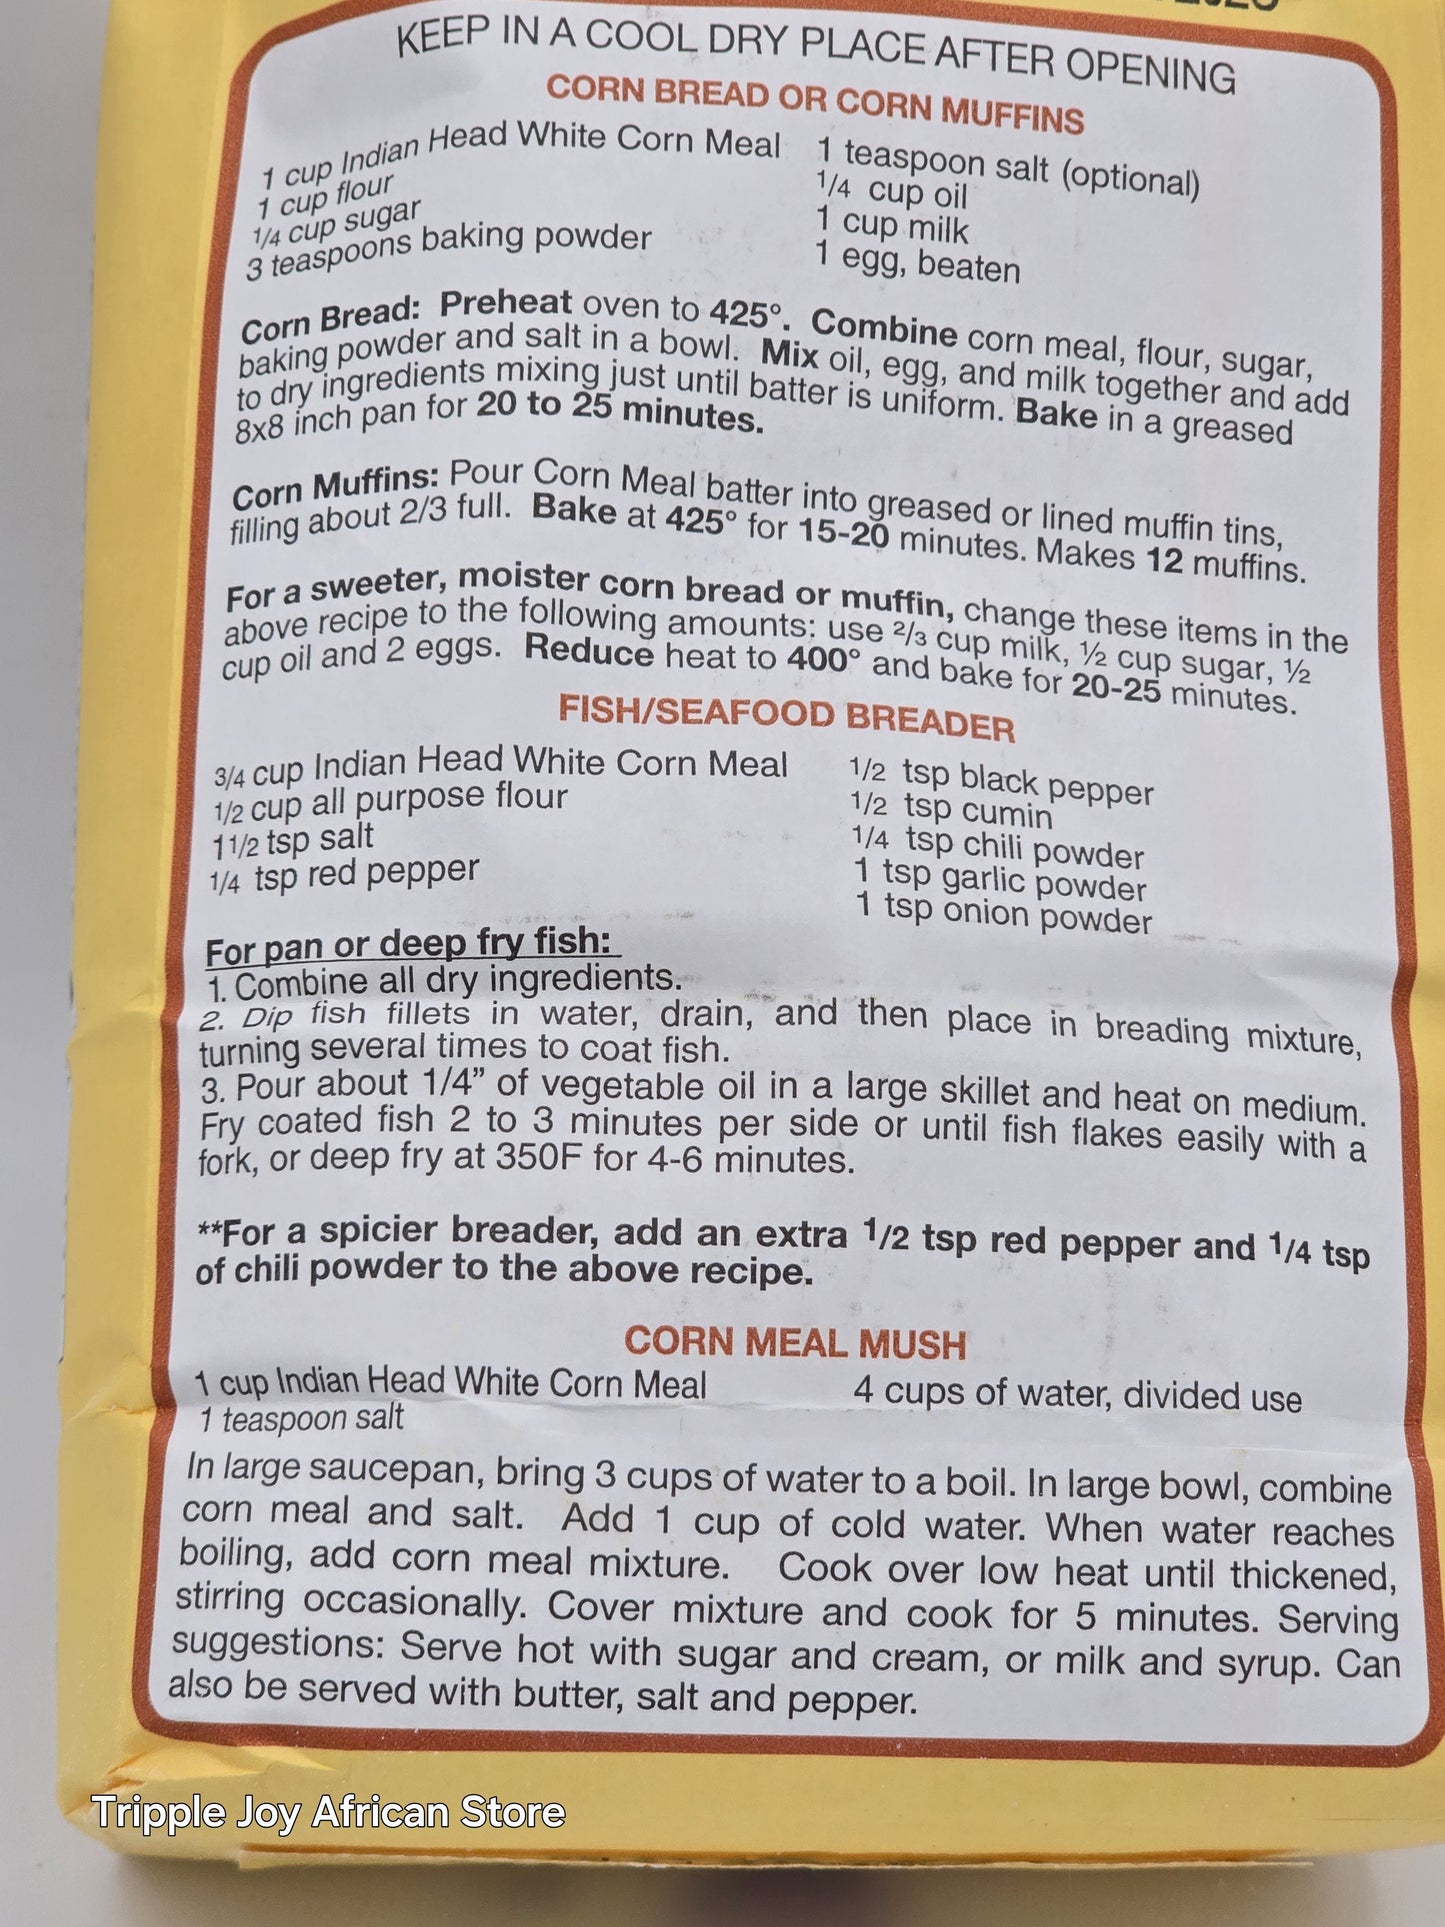 KEEP IN A COOL DRY PLACE AFTER OPENING
CORN BREAD OR CORN MUFFINS
1 cup Indian Head White Corn Meal
1 cup flour
1/4 cup sugar
3 teaspoons baking powder
1 teaspoon salt (optional)
1/4 cup oil
1 cup milk
1 egg, beaten
Corn Bread: Preheat oven to 425°. Combine corn meal, flour, sugar,
baking powder and salt in a bowl. Mix oil, egg, and milk together and add
to dry ingredients mixing just until batter is uniform. Bake in a greased
8x8 inch pan for 20 to 25 minutes.
Corn Muffins: Pour Corn Meal batter into greased or lined muffin tins,
filling about 2/3 full. Bake at 425° for 15-20 minutes. Makes 12 muffins.
For a sweeter, moister corn bread or muffin, change these items in the
above recipe to the following amounts: use 2/3 cup milk, ½ cup sugar, ½
cup oil and 2 eggs. Reduce heat to 400° and bake for 20-25 minutes.
FISH/SEAFOOD BREADER
3/4 cup Indian Head White Corn Meal
1/2 cup all purpose flour
1 1/2 tsp salt
1/4 tsp red pepper
1/2 tsp black pepper
1/2 tsp cumin
1/4 tsp chili powder
1 tsp garlic powder
1 tsp onion powder
For pan or deep fry fish:
1. Combine all dry ingredients.
2. Dip fish fillets in water, drain, and then place in breading mixture,
turning several times to coat fish.
3. Pour about 1/4” of vegetable oil in a large skillet and heat on medium.
Fry coated fish 2 to 3 minutes per side or until fish flakes easily with a
fork, or deep fry at 350F for 4-6 minutes.
**For a spicier breader, add an extra 1/2 tsp red pepper and 1/4 tsp
of chili powder to the above recipe.
CORN MEAL MUSH
1 cup Indian Head White Corn Meal
1 teaspoon salt
4 cups of water, divided use
In large saucepan, bring 3 cups of water to a boil. In large bowl, combine
corn meal and salt. Add 1 cup of cold water. When water reaches
boiling, add corn meal mixture. Cook over low heat until thickened,
stirring occasionally. Cover mixture and cook for 5 minutes. Serving
suggestions: Serve hot with sugar and cream, or milk and syrup. Can
also be served with butter, salt and pepper.
Tripple Joy African Store